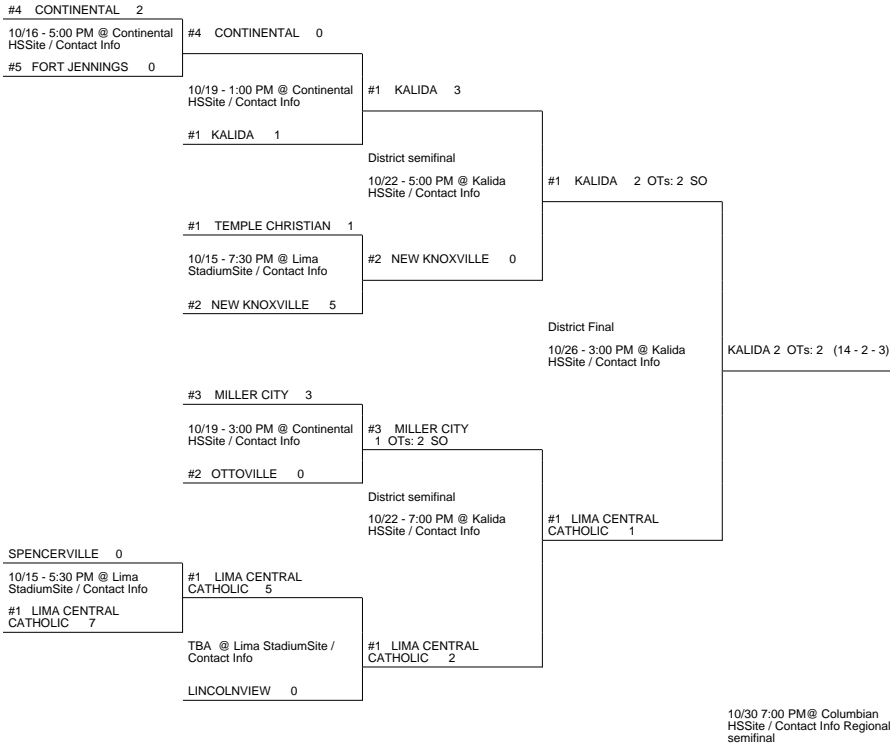 #4 CONTINENTAL 2
10/16 - 5:00 PM @ Continental
HSSite / Contact Info
#5 FORT JENNINGS 0
#4 CONTINENTAL 0
10/19 - 1:00 PM @ Continental
HSSite / Contact Info
#1 KALIDA 1
#1 KALIDA 3
District semifinal
10/22 - 5:00 PM @ Kalida
HSSite / Contact Info
#1 TEMPLE CHRISTIAN 1
10/15 - 7:30 PM @ Lima
StadiumSite / Contact Info
#2 NEW KNOXVILLE 5
#2 NEW KNOXVILLE 0
#1 KALIDA 2 OTs: 2 SO
District Final
10/26 - 3:00 PM @ Kalida
HSSite / Contact Info
KALIDA 2 OTs: 2 (14 - 2 - 3)
#3 MILLER CITY 3
10/19 - 3:00 PM @ Continental
HSSite / Contact Info
#2 OTTOVILLE 0
#3 MILLER CITY
1 OTs: 2 SO
District semifinal
10/22 - 7:00 PM @ Kalida
HSSite / Contact Info
#1 LIMA CENTRAL
CATHOLIC 1
SPENCERVILLE 0
10/15 - 5:30 PM @ Lima
StadiumSite / Contact Info
#1 LIMA CENTRAL
CATHOLIC 7
#1 LIMA CENTRAL
CATHOLIC 5
TBA @ Lima StadiumSite /
Contact Info
LINCOLNVIEW 0
#1 LIMA CENTRAL
CATHOLIC 2
10/30 7:00 PM@ Columbian
HSSite / Contact Info Regional
semifinal